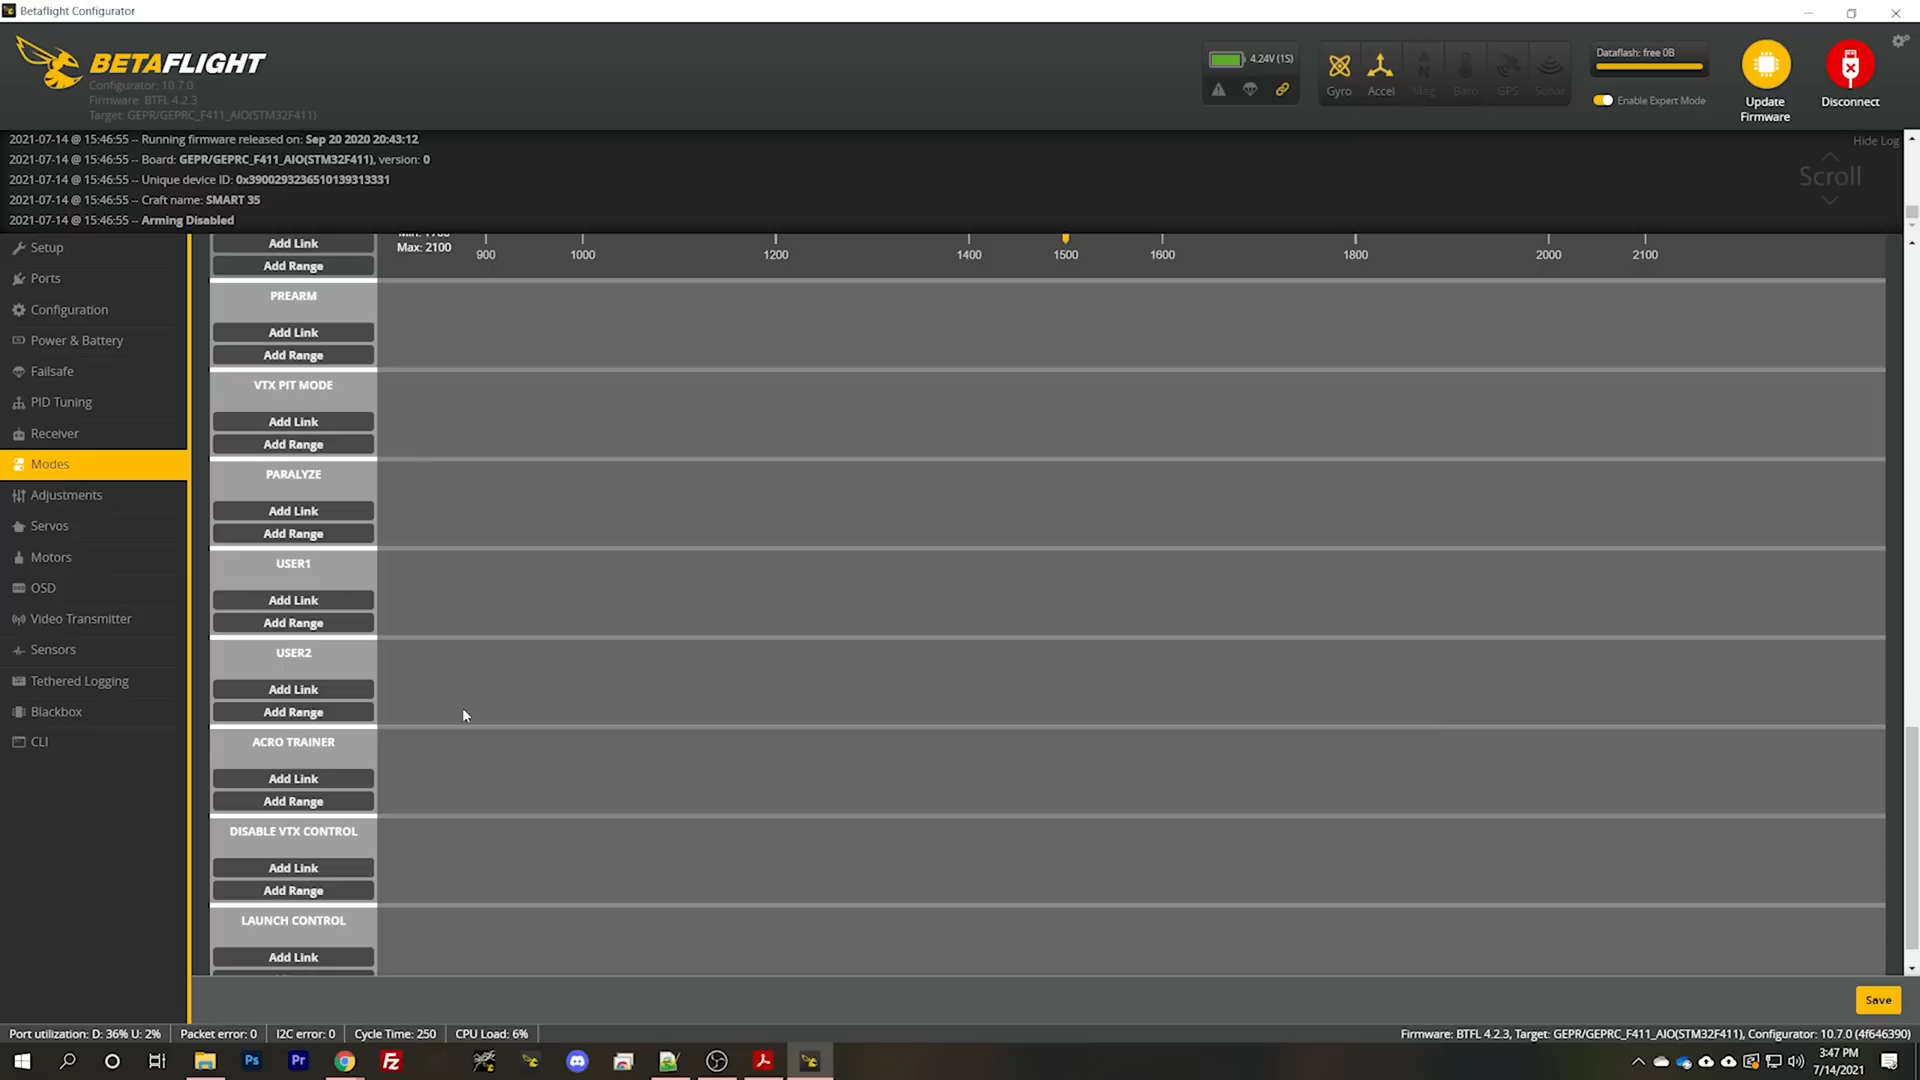 Betaflight Configurator
BETAFLIGHT
Configurator: 10.7.0
Firmware: BTFL 4.2.3
Target: GEPR/GEPRC_F411_AIO(STM32F411)
4.24V (1S)
Gyro
Accel
Mag
Baro
GPS
Sonar
Dataflash: free 0B
Enable Expert Mode
Update
Firmware
Disconnect
2021-07-14 @ 15:46:55 -- Running firmware released on: Sep 20 2020 20:43:12
2021-07-14 @ 15:46:55 -- Board: GEPR/GEPRC_F411_AIO(STM32F411), version: 0
2021-07-14 @ 15:46:55 -- Unique device ID: 0x3900293236510139313331
2021-07-14 @ 15:46:55 -- Craft name: SMART 35
2021-07-14 @ 15:46:55 -- Arming Disabled
Hide Log
Scroll
Setup
Ports
Configuration
Power & Battery
Failsafe
PID Tuning
Receiver
Modes
Adjustments
Servos
Motors
OSD
Video Transmitter
Sensors
Tethered Logging
Blackbox
CLI
Add Link
Add Range
Max: 2100
900 1000 1200 1400 1500 1600 1800 2000 2100
PREARM
Add Link
Add Range
VTX PIT MODE
Add Link
Add Range
PARALYZE
Add Link
Add Range
USER1
Add Link
Add Range
USER2
Add Link
Add Range
ACRO TRAINER
Add Link
Add Range
DISABLE VTX CONTROL
Add Link
Add Range
LAUNCH CONTROL
Add Link
Save
Port utilization: D: 36% U: 2%
Packet error: 0
I2C error: 0
Cycle Time: 250
CPU Load: 6%
Firmware: BTFL 4.2.3, Target: GEPR/GEPRC_F411_AIO(STM32F411), Configurator: 10.7.0 (4f646390)
Ps
Pr
3:47 PM
7/14/2021